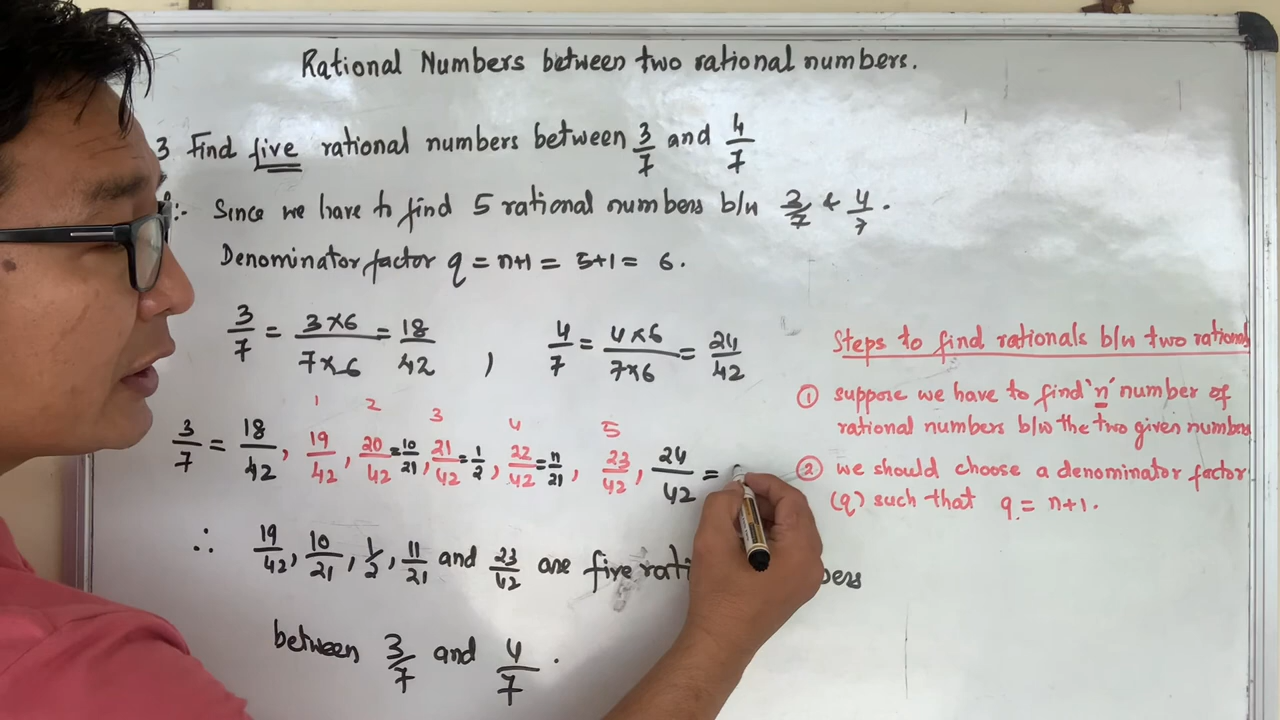 Rational Numbers between two rational numbers.
3 Find five rational numbers between 3/7 and 4/7
:- Since we have to find 5 rational numbers b/w 3/7 & 4/7.
Denominator factor q = n+1 = 5+1 = 6.
3/7 = 3×6/7×6 = 18/42 , 4/7 = 4×6/7×6 = 24/42
1 2 3 4 5
3/7 = 18/42, 19/42, 20/42 = 10/21, 21/42 = 1/2, 22/42 = 11/21, 23/42, 24/42 =
∴ 19/42, 10/21, 1/2, 11/21 and 23/42 are five
between 3/7 and 4/7.
Steps to find rationals b/w two
① suppose we have to find 'n' number of
rational numbers b/w the two given
② we should choose a denominator factor
(q) such that q = n+1.